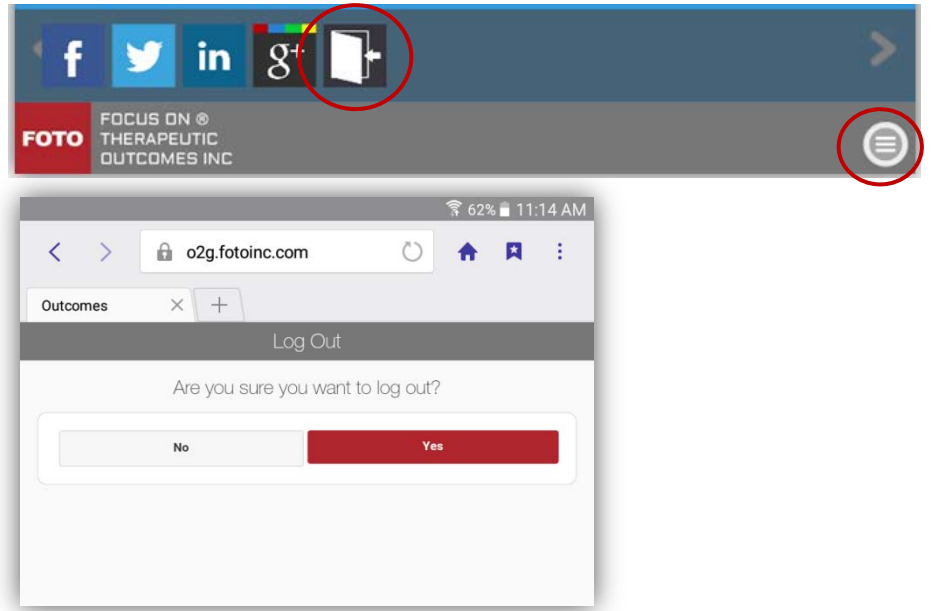 f in g+
FOTO
FOCUS ON ®
THERAPEUTIC
OUTCOMES INC
62% 11:14 AM
o2g.fotoinc.com
Outcomes
Log Out
Are you sure you want to log out?
No Yes